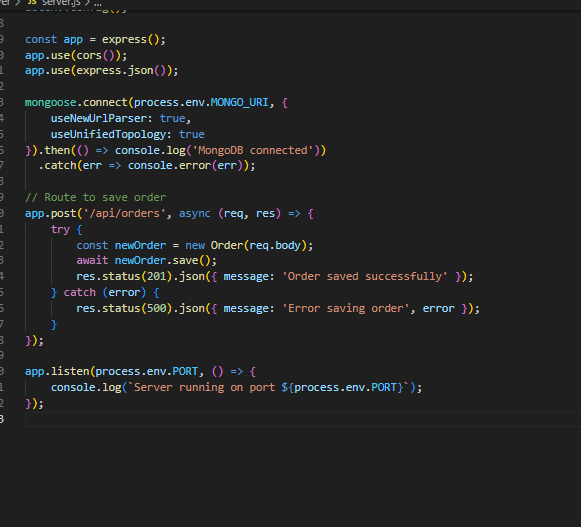 server.js > ...
const app = express();
app.use(cors());
app.use(express.json());
mongoose.connect(process.env.MONGO_URI, {
    useNewUrlParser: true,
    useUnifiedTopology: true
}).then(() => console.log('MongoDB connected'))
  .catch(err => console.error(err));
// Route to save order
app.post('/api/orders', async (req, res) => {
    try {
        const newOrder = new Order(req.body);
        await newOrder.save();
        res.status(201).json({ message: 'Order saved successfully' });
    } catch (error) {
        res.status(500).json({ message: 'Error saving order', error });
    }
});
app.listen(process.env.PORT, () => {
    console.log(`Server running on port ${process.env.PORT}`);
});